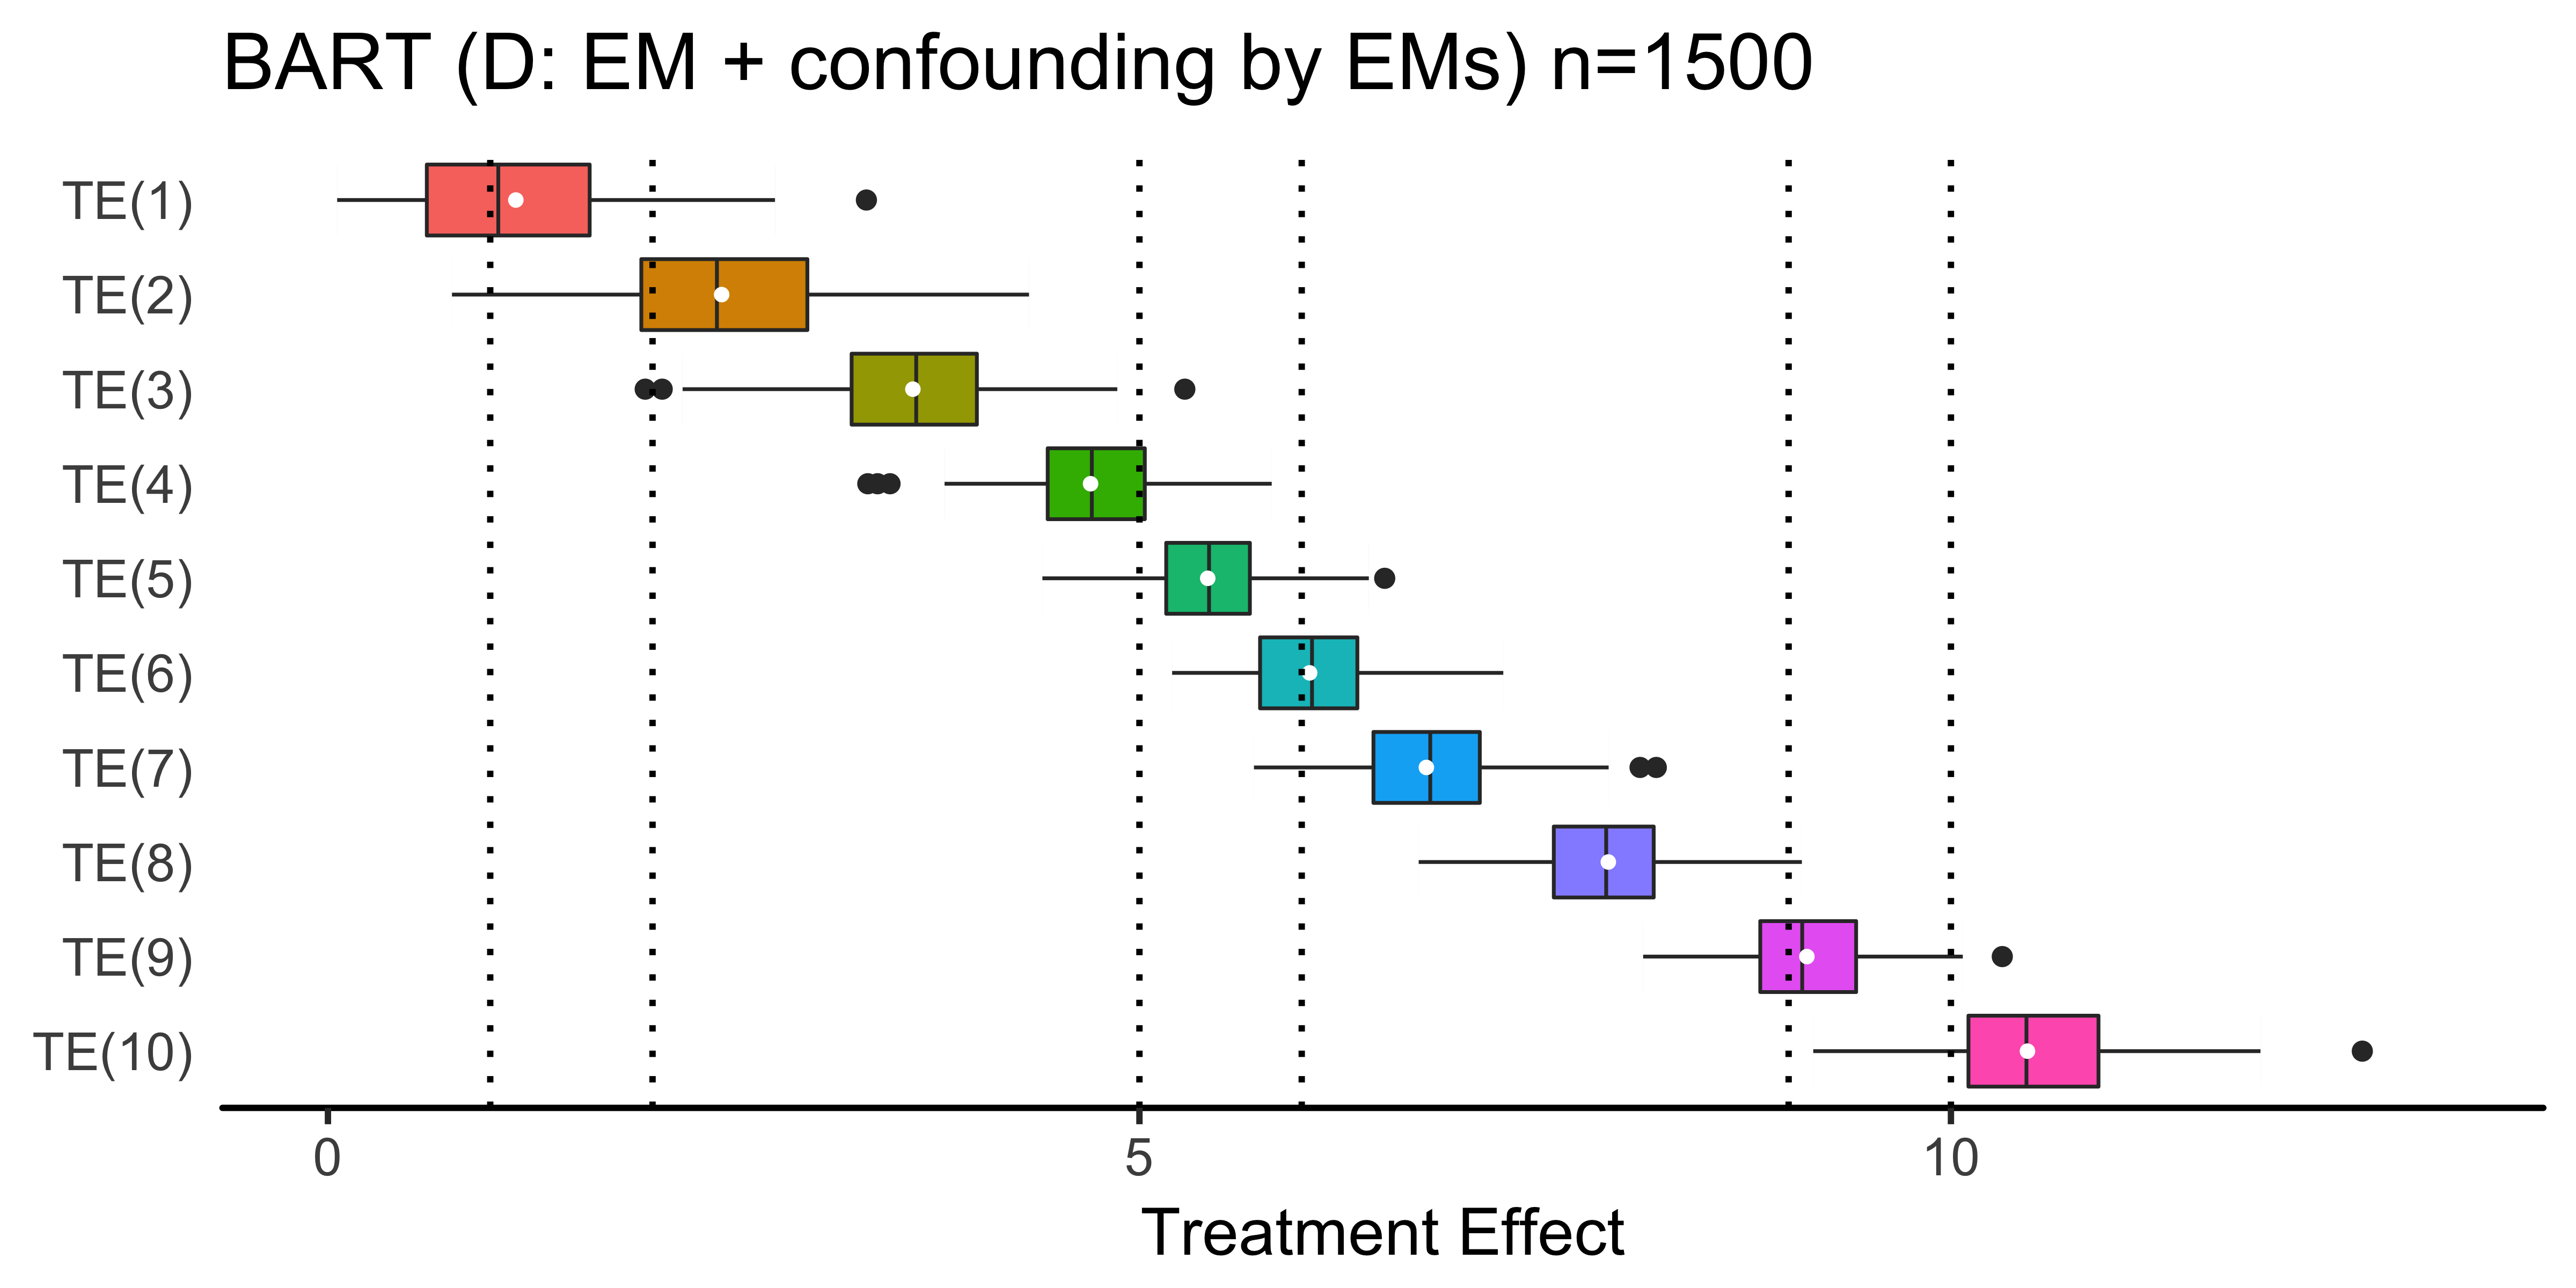 BART (D: EM + confounding by EMs) n=1500
TE(1)
TE(2)
TE(3)
TE(4)
TE(5)
TE(6)
TE(7)
TE(8)
TE(9)
TE(10)
0 5 10
Treatment Effect